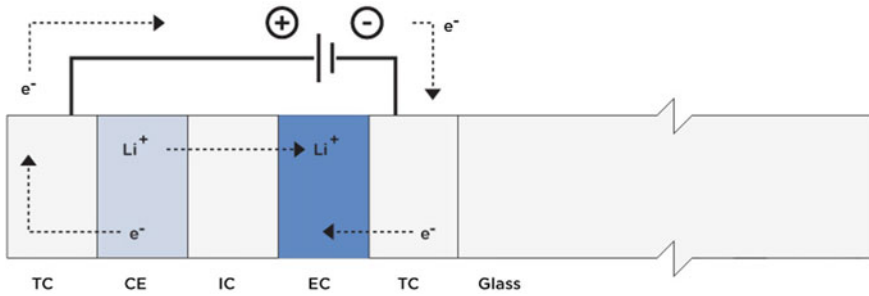 + - e-
e-
Li+ Li+
e- e-
TC CE IC EC TC Glass